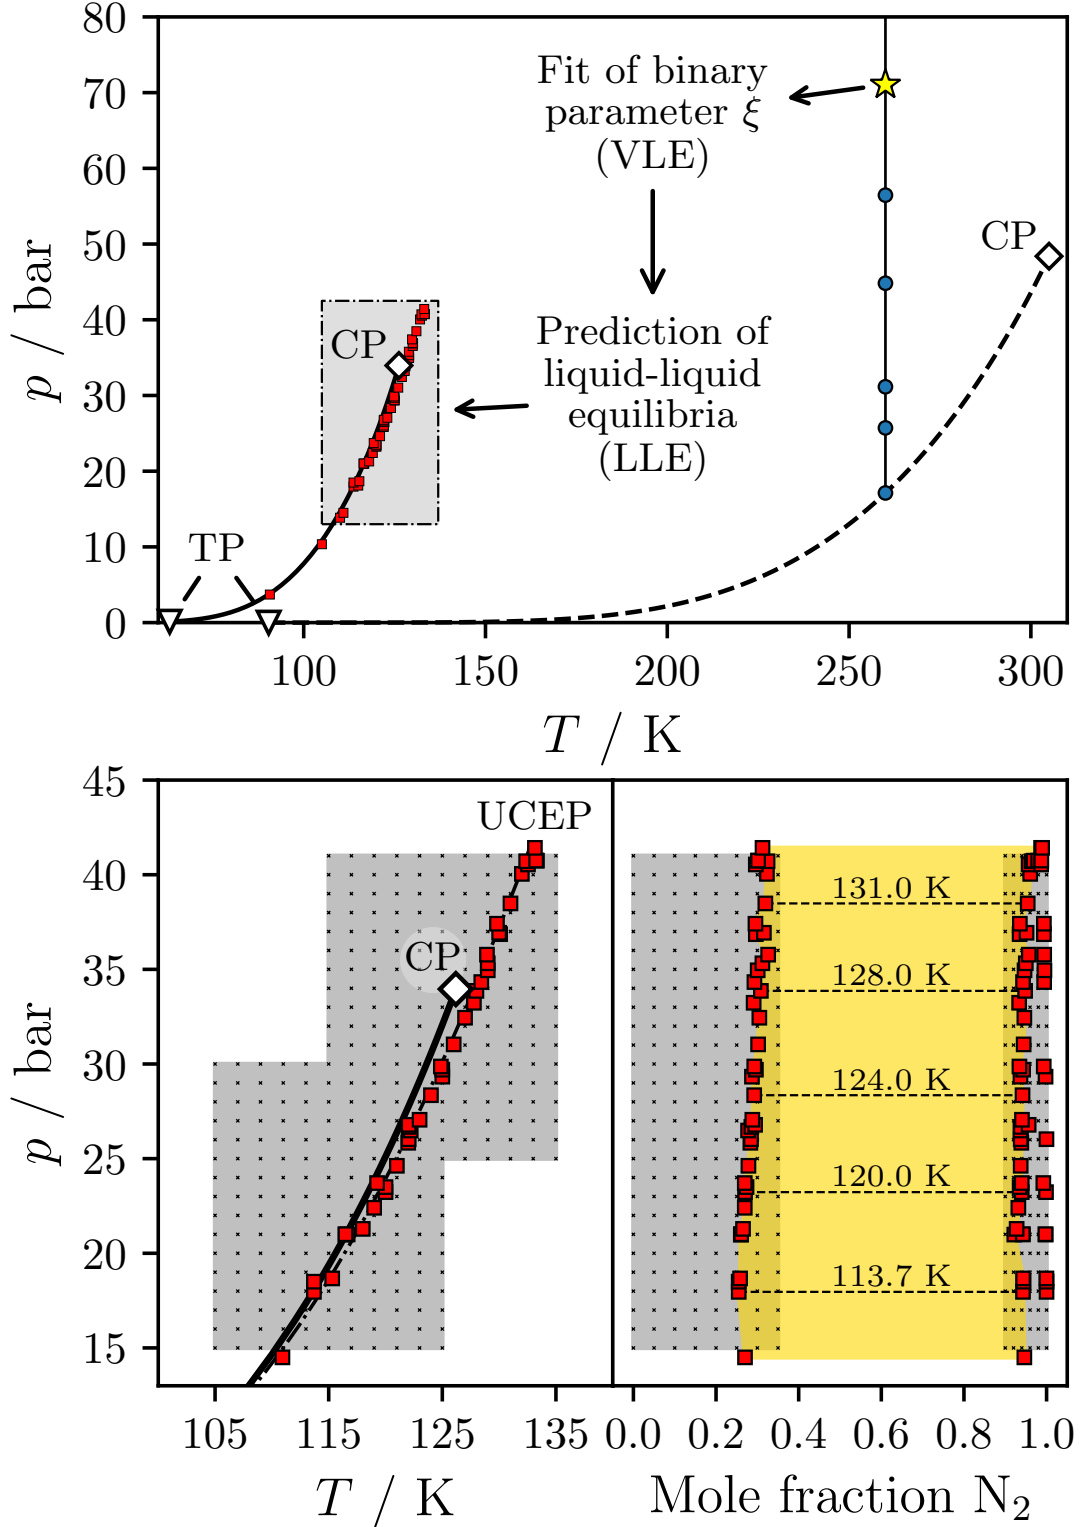 80
70
60
50
40
30
20
10
0
p / bar
Fit of binary
parameter ξ
(VLE)
CP
CP
Prediction of
liquid-liquid
equilibria
(LLE)
TP
100 150 200 250 300
T / K
45
40
35
30
25
20
15
p / bar
UCEP
CP
131.0 K
128.0 K
124.0 K
120.0 K
113.7 K
105 115 125 135 0.0 0.2 0.4 0.6 0.8 1.0
T / K
Mole fraction N₂